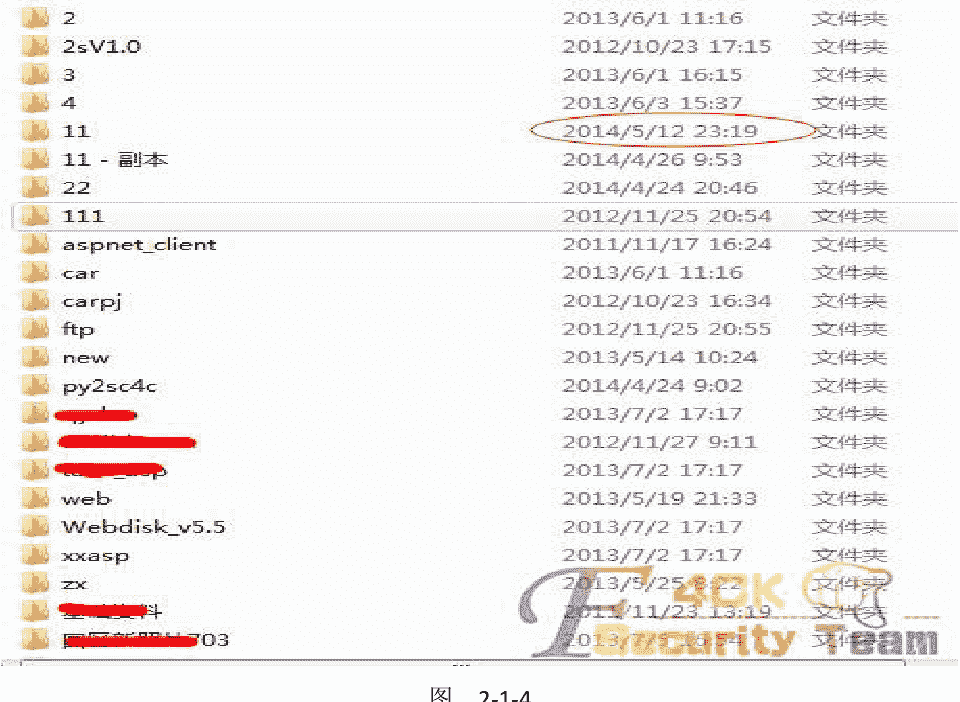 2 2013/6/1 11:16 文件夹
2sV1.0 2012/10/23 17:15 文件夹
3 2013/6/1 16:15 文件夹
4 2013/6/3 15:37 文件夹
11 2014/5/12 23:19 文件夹
11 - 副本 2014/4/26 9:53 文件夹
22 2014/4/24 20:46 文件夹
111 2012/11/25 20:54 文件夹
aspnet_client 2011/11/17 16:24 文件夹
car 2013/6/1 11:16 文件夹
carpj 2012/10/23 16:34 文件夹
ftp 2012/11/25 20:55 文件夹
new 2013/5/14 10:24 文件夹
py2sc4c 2014/4/24 9:02 文件夹
2013/7/2 17:17 文件夹
2012/11/27 9:11 文件夹
2013/7/2 17:17 文件夹
web 2013/5/19 21:33 文件夹
Webdisk_v5.5 2013/7/2 17:17 文件夹
xxasp 2013/7/2 17:17 文件夹
zx 2013/5/25
2011/11/23 13:19
703
F4ck Security Team
图 2-1-4